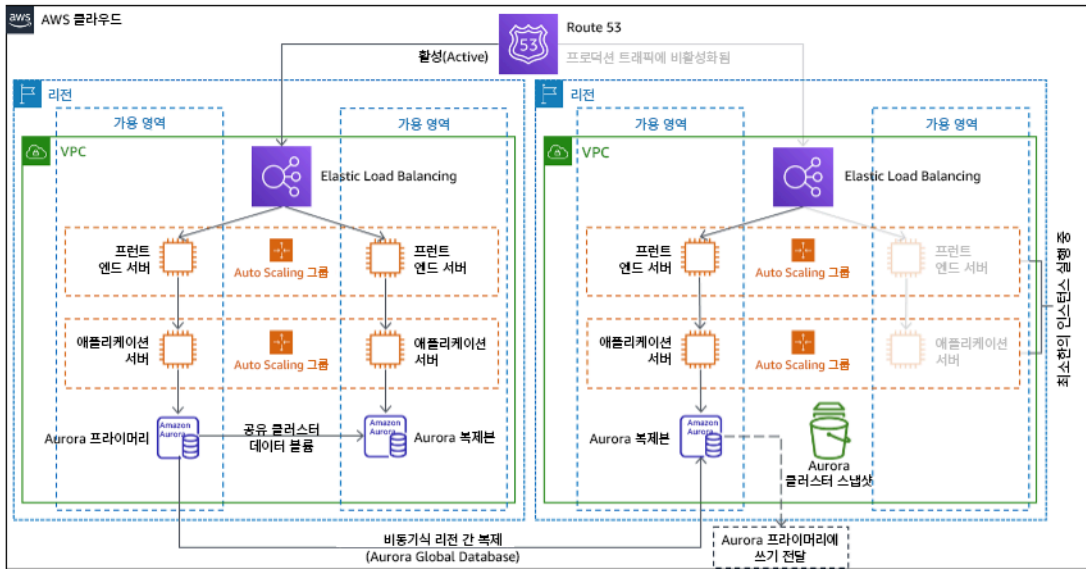 aws
AWS 클라우드
Route 53
53
활성(Active)
프로덕션 트래픽에 비활성화됨
리전
가용 영역
가용 영역
VPC
Elastic Load Balancing
프런트
엔드 서버
Auto Scaling 그룹
프런트
엔드 서버
애플리케이션
서버
Auto Scaling 그룹
애플리케이션
서버
Aurora 프라이머리
Amazon
Aurora
공유 클러스터
데이터 볼륨
Amazon
Aurora
Aurora 복제본
리전
가용 영역
가용 영역
VPC
Elastic Load Balancing
프런트
엔드 서버
Auto Scaling 그룹
프런트
엔드 서버
애플리케이션
서버
Auto Scaling 그룹
애플리케이션
서버
최소한의 인스턴스 실행 중
Aurora 복제본
Amazon
Aurora
Aurora
클러스터 스냅샷
비동기식 리전 간 복제
(Aurora Global Database)
Aurora 프라이머리에
쓰기 전달